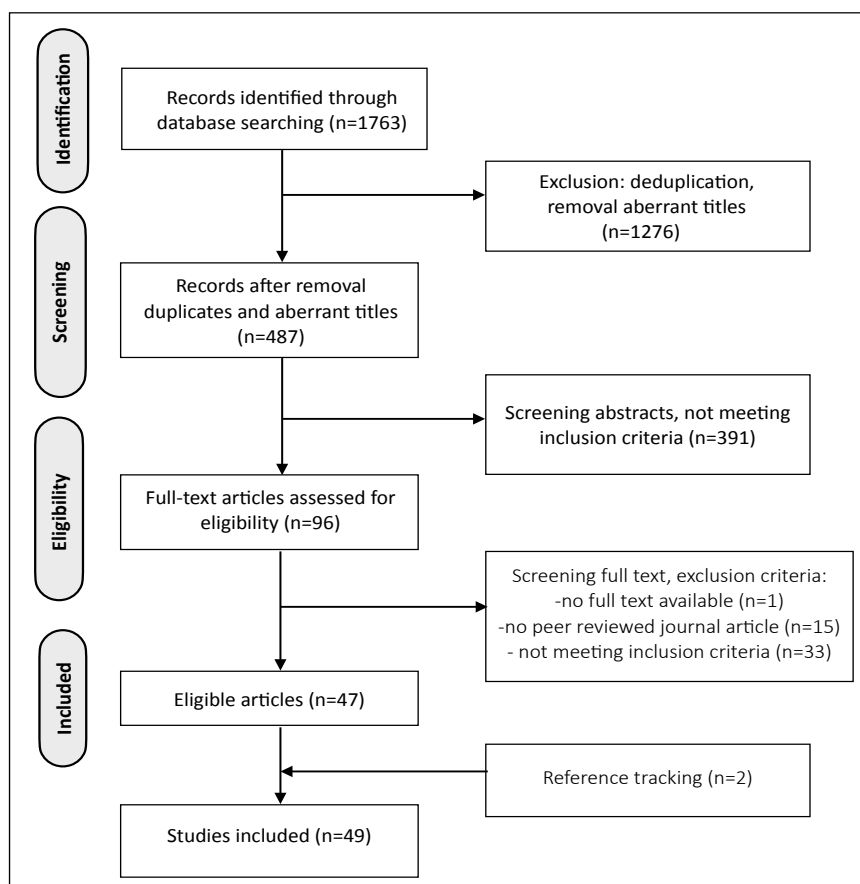 Identification
Records identified through
database searching (n=1763)
Exclusion: deduplication,
removal aberrant titles
(n=1276)
Screening
Records after removal
duplicates and aberrant titles
(n=487)
Screening abstracts, not meeting
inclusion criteria (n=391)
Eligibility
Full-text articles assessed for
eligibility (n=96)
Screening full text, exclusion criteria:
-no full text available (n=1)
-no peer reviewed journal article (n=15)
- not meeting inclusion criteria (n=33)
Included
Eligible articles (n=47)
Reference tracking (n=2)
Studies included (n=49)